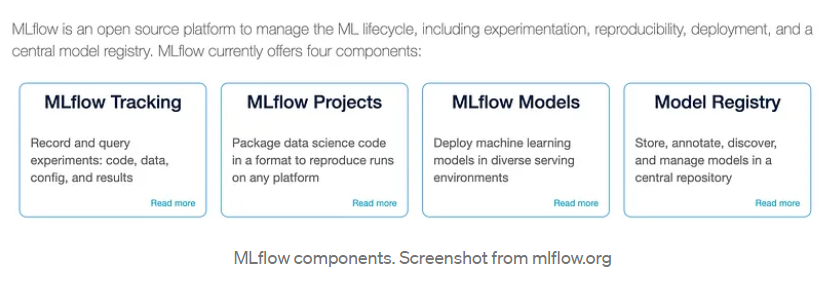 MLflow is an open source platform to manage the ML lifecycle, including experimentation, reproducibility, deployment, and a
central model registry. MLflow currently offers four components:
MLflow Tracking
Record and query
experiments: code, data,
config, and results
Read more
MLflow Projects
Package data science code
in a format to reproduce runs
on any platform
Read more
MLflow Models
Deploy machine learning
models in diverse serving
environments
Read more
Model Registry
Store, annotate, discover,
and manage models in a
central repository
Read more
MLflow components. Screenshot from mlflow.org